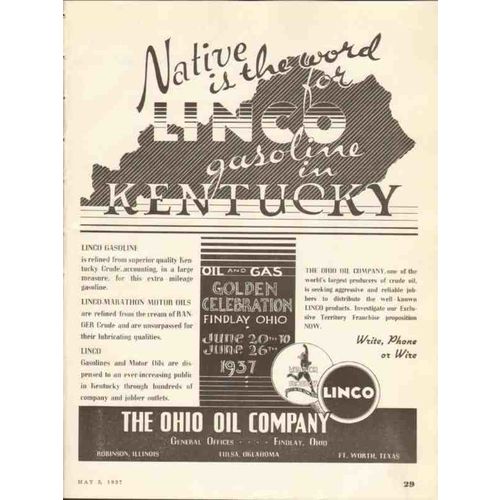 Native
is the word
for
LINCO
gasoline
in
KENTUCKY
LINCO GASOLINE
is refined from superior quality Ken-
tucky Crude, accounting, in a large
measure, for this extra mileage
gasoline.
LINCO-MARATHON MOTOR OILS
are refined from the cream of RAN-
GER Crude and are unsurpassed for
their lubricating qualities.
LINCO
Gasolines and Motor Oils are dis-
pensed to an ever-increasing public
in Kentucky through hundreds of
company and jobber outlets.
OIL AND GAS
GOLDEN
CELEBRATION
FINDLAY OHIO
June 20 to
June 26th
1937
THE OHIO OIL COMPANY, one of the
world's largest producers of crude oil,
is seeking aggressive and reliable job-
bers to distribute the well-known
LINCO products. Investigate our Exclu-
sive Territory Franchise proposition
NOW.
Write, Phone
or Wire
LINCO
THE OHIO OIL COMPANY
GENERAL OFFICES · · · · FINDLAY, OHIO
ROBINSON, ILLINOIS TULSA, OKLAHOMA FT. WORTH, TEXAS
MAY 5, 1937 29